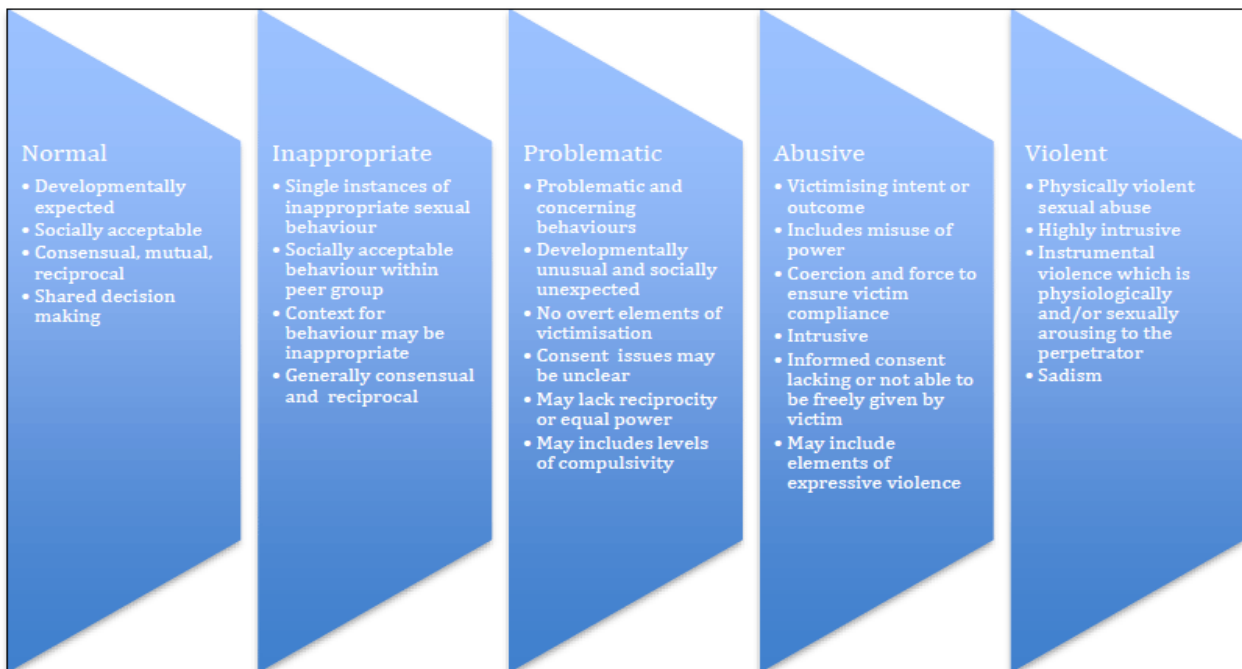 Normal
• Developmentally
expected
• Socially acceptable
• Consensual, mutual,
reciprocal
• Shared decision
making
Inappropriate
• Single instances of
inappropriate sexual
behaviour
• Socially acceptable
behaviour within
peer group
• Context for
behaviour may be
inappropriate
• Generally consensual
and reciprocal
Problematic
• Problematic and
concerning
behaviours
• Developmentally
unusual and socially
unexpected
• No overt elements of
victimisation
• Consent issues may
be unclear
• May lack reciprocity
or equal power
• May includes levels
of compulsivity
Abusive
• Victimising intent or
outcome
• Includes misuse of
power
• Coercion and force to
ensure victim
compliance
• Intrusive
• Informed consent
lacking or not able to
be freely given by
victim
• May include
elements of
expressive violence
Violent
• Physically violent
sexual abuse
• Highly intrusive
• Instrumental
violence which is
physiologically
and/or sexually
arousing to the
perpetrator
• Sadism